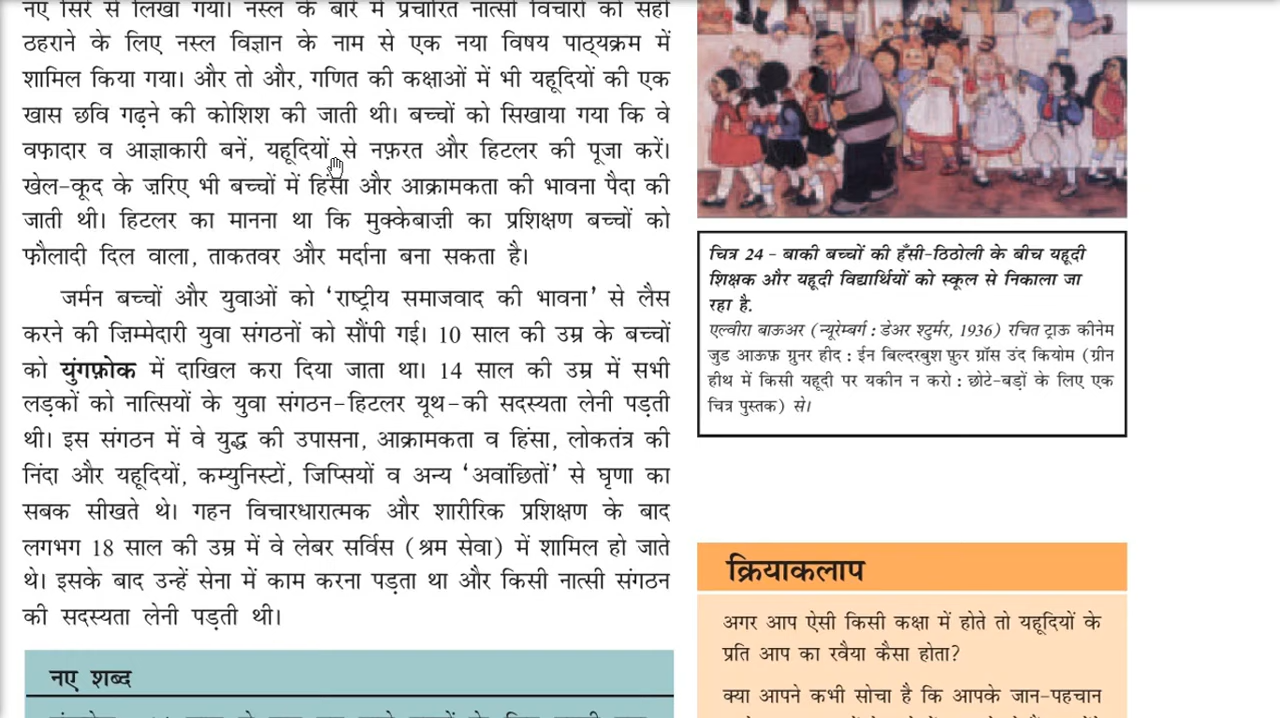 नए सिरे से लिखा गया। नस्ल के बारे में प्रचारित नात्सी विचारों को सही
ठहराने के लिए नस्ल विज्ञान के नाम से एक नया विषय पाठ्यक्रम में
शामिल किया गया। और तो और, गणित की कक्षाओं में भी यहूदियों की एक
खास छवि गढ़ने की कोशिश की जाती थी। बच्चों को सिखाया गया कि वे
वफ़ादार व आज्ञाकारी बनें, यहूदियों से नफ़रत और हिटलर की पूजा करें।
खेल-कूद के ज़रिए भी बच्चों में हिंसा और आक्रामकता की भावना पैदा की
जाती थी। हिटलर का मानना था कि मुक्केबाज़ी का प्रशिक्षण बच्चों को
फ़ौलादी दिल वाला, ताकतवर और मर्दाना बना सकता है।
जर्मन बच्चों और युवाओं को ‘राष्ट्रीय समाजवाद की भावना’ से लैस
करने की ज़िम्मेदारी युवा संगठनों को सौंपी गई। 10 साल की उम्र के बच्चों
को युंगफ़ोक में दाखिल करा दिया जाता था। 14 साल की उम्र में सभी
लड़कों को नात्सियों के युवा संगठन-हिटलर यूथ-की सदस्यता लेनी पड़ती
थी। इस संगठन में वे युद्ध की उपासना, आक्रामकता व हिंसा, लोकतंत्र की
निंदा और यहूदियों, कम्युनिस्टों, जिप्सियों व अन्य ‘अवांछितों’ से घृणा का
सबक सीखते थे। गहन विचारधारात्मक और शारीरिक प्रशिक्षण के बाद
लगभग 18 साल की उम्र में वे लेबर सर्विस (श्रम सेवा) में शामिल हो जाते
थे। इसके बाद उन्हें सेना में काम करना पड़ता था और किसी नात्सी संगठन
की सदस्यता लेनी पड़ती थी।
नए शब्द
चित्र 24 - बाकी बच्चों की हँसी-ठिठोली के बीच यहूदी
शिक्षक और यहूदी विद्यार्थियों को स्कूल से निकाला जा
रहा है.
एल्वीरा बाऊअर (न्यूरेम्बर्ग : डेअर श्टुर्मर, 1936) रचित ट्राऊ कीनेम
जुड आऊफ़ ग्रुनर हीद : ईन बिल्दरबुश फ़ुर ग्रॉस उंद कियोम (ग्रीन
हीथ में किसी यहूदी पर यकीन न करो : छोटे-बड़ों के लिए एक
चित्र पुस्तक) से।
क्रियाकलाप
अगर आप ऐसी किसी कक्षा में होते तो यहूदियों के
प्रति आप का रवैया कैसा होता?
क्या आपने कभी सोचा है कि आपके जान-पहचान